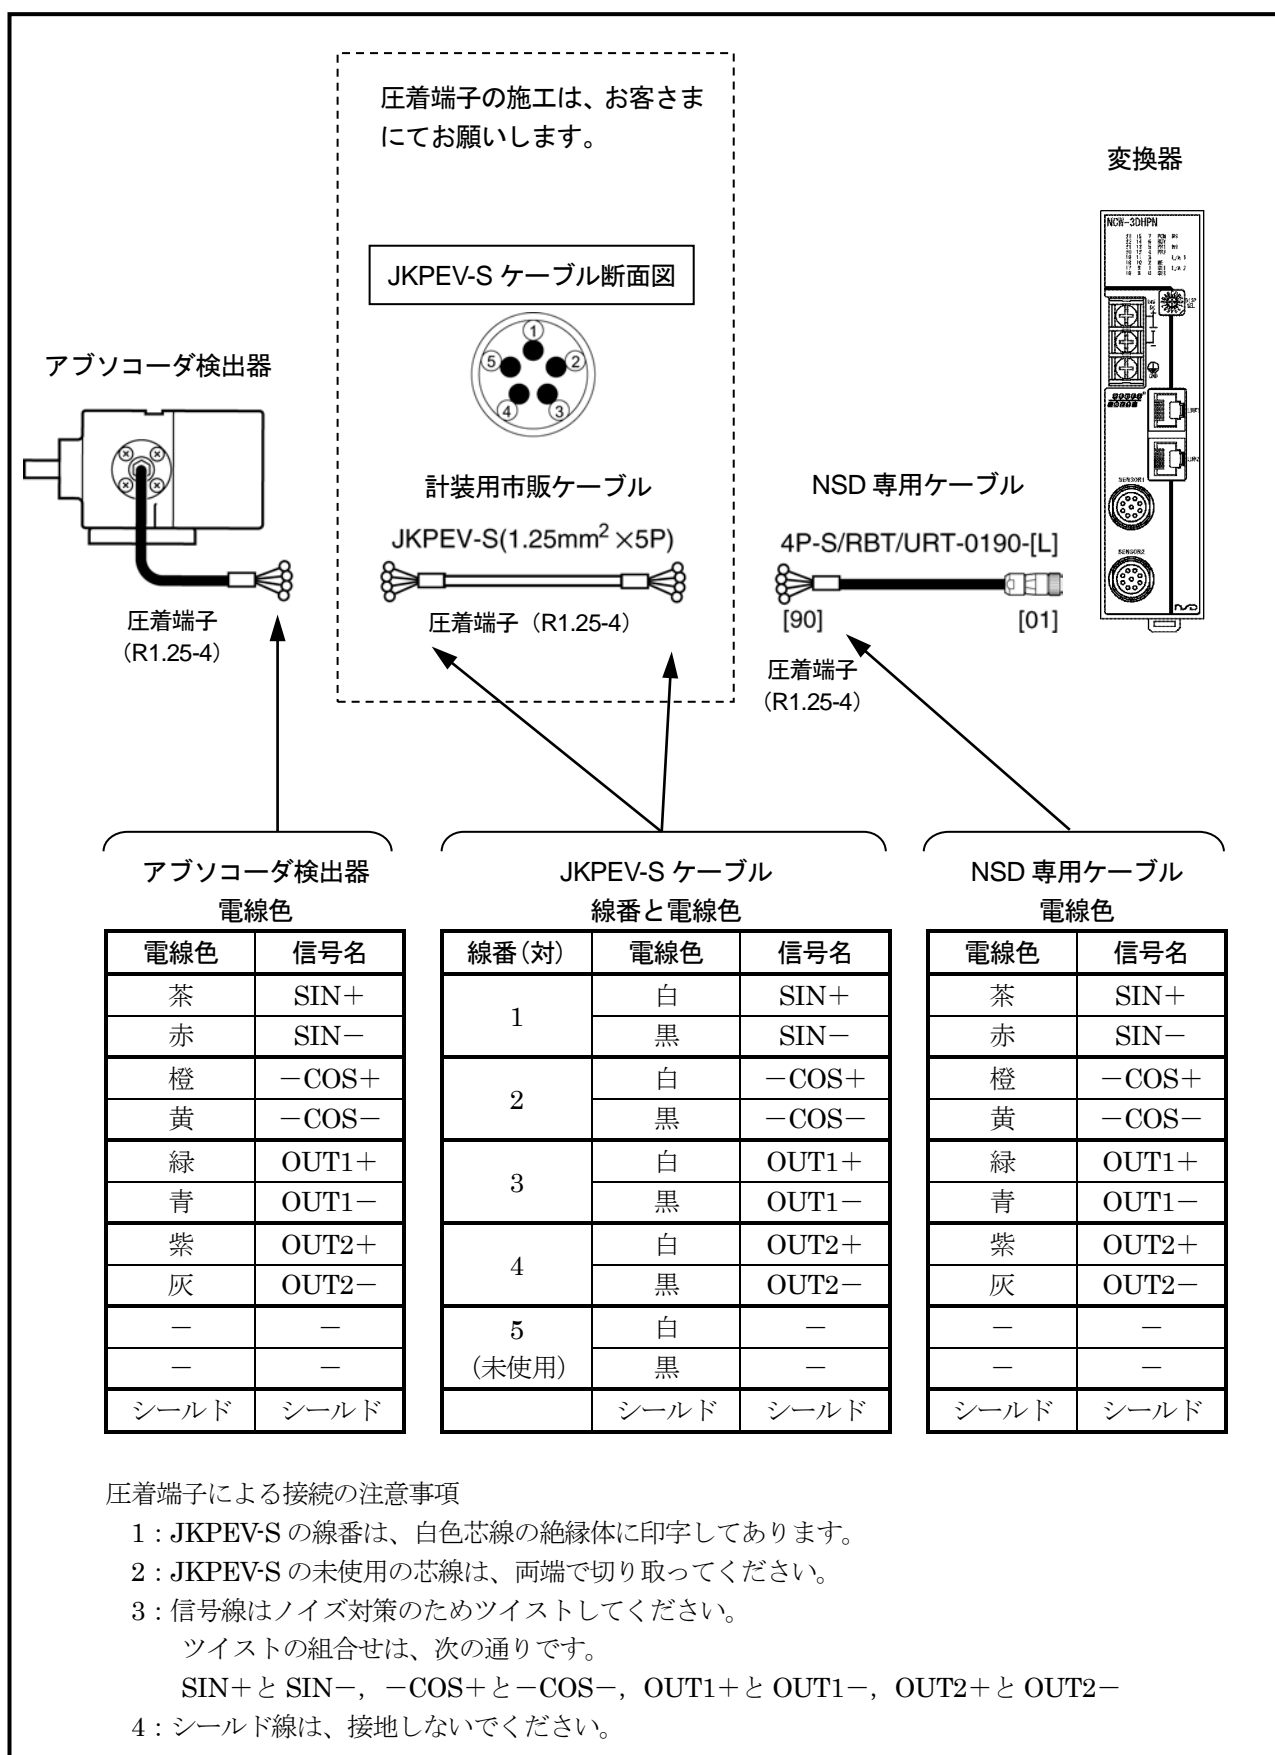 圧着端子の施工は、お客さま
にてお願いします。
変換器
NCW-3DHPN
JKPEV-S ケーブル断面図
1
5
2
4
3
アブソコーダ検出器
計装用市販ケーブル
NSD 専用ケーブル
SENSOR1
JKPEV-S(1.25mm²×5P)
4P-S/RBT/URT-0190-[L]
SENSOR2
圧着端子
(R1.25-4)
圧着端子(R1.25-4)
[90]
[01]
圧着端子
(R1.25-4)
アブソコーダ検出器
電線色
JKPEV-S ケーブル
線番と電線色
NSD 専用ケーブル
電線色
電線色 信号名 線番(対) 電線色 信号名 電線色 信号名
茶 SIN+ 1 白 SIN+ 茶 SIN+
赤 SIN− 黒 SIN− 赤 SIN−
橙 −COS+ 2 白 −COS+ 橙 −COS+
黄 −COS− 黒 −COS− 黄 −COS−
緑 OUT1+ 3 白 OUT1+ 緑 OUT1+
青 OUT1− 黒 OUT1− 青 OUT1−
紫 OUT2+ 4 白 OUT2+ 紫 OUT2+
灰 OUT2− 黒 OUT2− 灰 OUT2−
− − 5 白 − − −
− − (未使用) 黒 − − −
シールド シールド シールド シールド シールド シールド
圧着端子による接続の注意事項
1：JKPEV-S の線番は、白色芯線の絶縁体に印字してあります。
2：JKPEV-S の未使用の芯線は、両端で切り取ってください。
3：信号線はノイズ対策のためツイストしてください。
ツイストの組合せは、次の通りです。
SIN+と SIN−，−COS+と−COS−，OUT1+と OUT1−，OUT2+と OUT2−
4：シールド線は、接地しないでください。